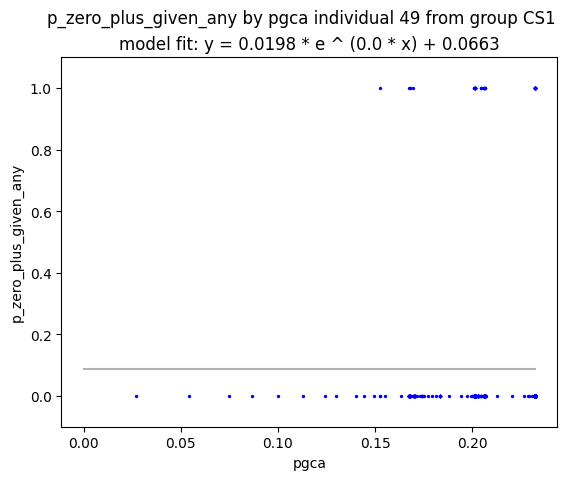 p_zero_plus_given_any by pgca individual 49 from group CS1
model fit: y = 0.0198 * e ^ (0.0 * x) + 0.0663
1.0
0.8
0.6
0.4
0.2
0.0
p_zero_plus_given_any
0.00 0.05 0.10 0.15 0.20
pgca